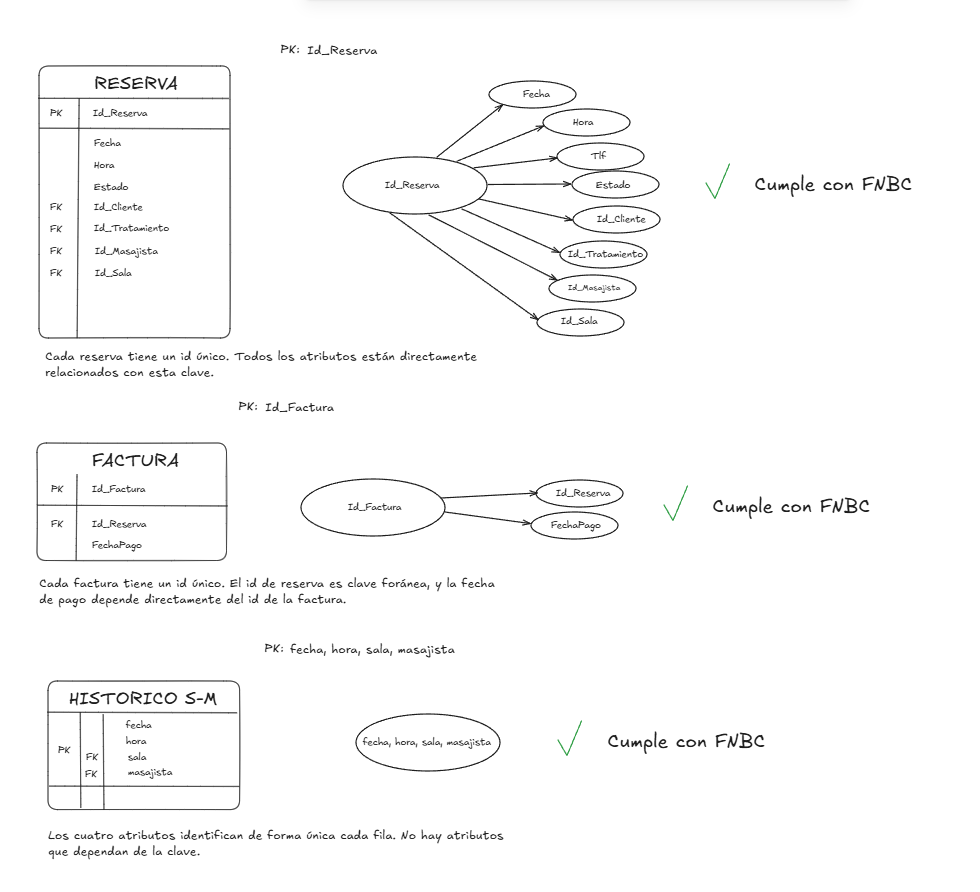 PK: Id_Reserva
RESERVA
PK Id_Reserva
Fecha
Hora
Estado
FK Id_Cliente
FK Id_Tratamiento
FK Id_Masajista
FK Id_Sala
Id_Reserva
Fecha
Hora
Tlf
Estado
Id_Cliente
Id_Tratamiento
Id_Masajista
Id_Sala
Cumple con FNBC
Cada reserva tiene un id único. Todos los atributos están directamente
relacionados con esta clave.
PK: Id_Factura
FACTURA
PK Id_Factura
FK Id_Reserva
FechaPago
Id_Factura
Id_Reserva
FechaPago
Cumple con FNBC
Cada factura tiene un id único. El id de reserva es clave foránea, y la fecha
de pago depende directamente del id de la factura.
PK: fecha, hora, sala, masajista
HISTORICO S-M
fecha
hora
PK FK sala
FK masajista
fecha, hora, sala, masajista
Cumple con FNBC
Los cuatro atributos identifican de forma única cada fila. No hay atributos
que dependan de la clave.